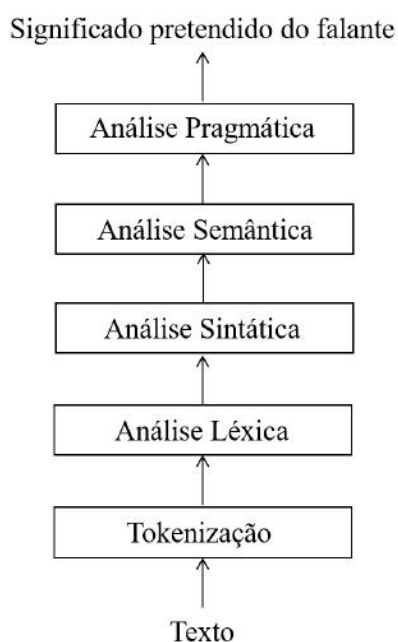 Significado pretendido do falante
Análise Pragmática
Análise Semântica
Análise Sintática
Análise Léxica
Tokenização
Texto